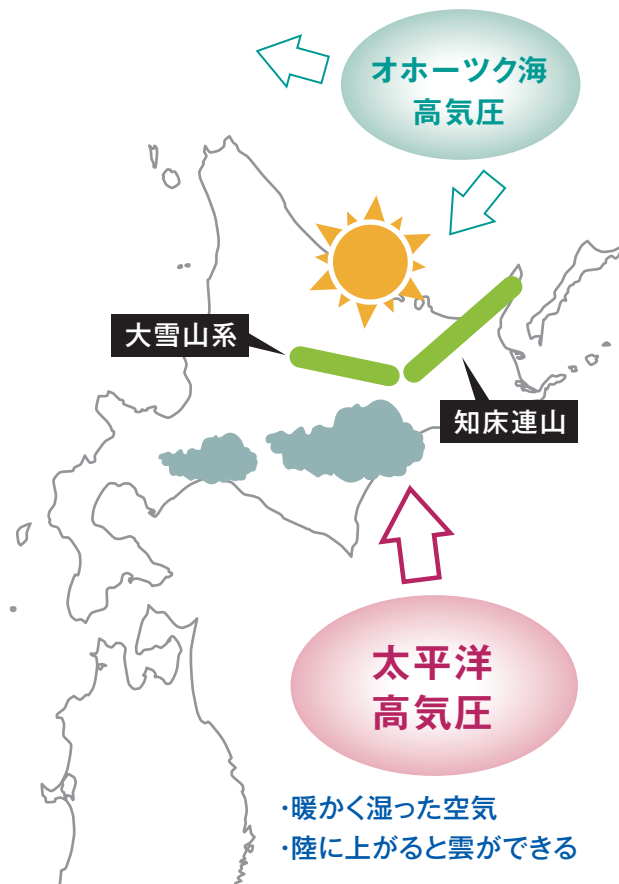 オホーツク海
高気圧
大雪山系
知床連山
太平洋
高気圧
・暖かく湿った空気
・陸に上がると雲ができる